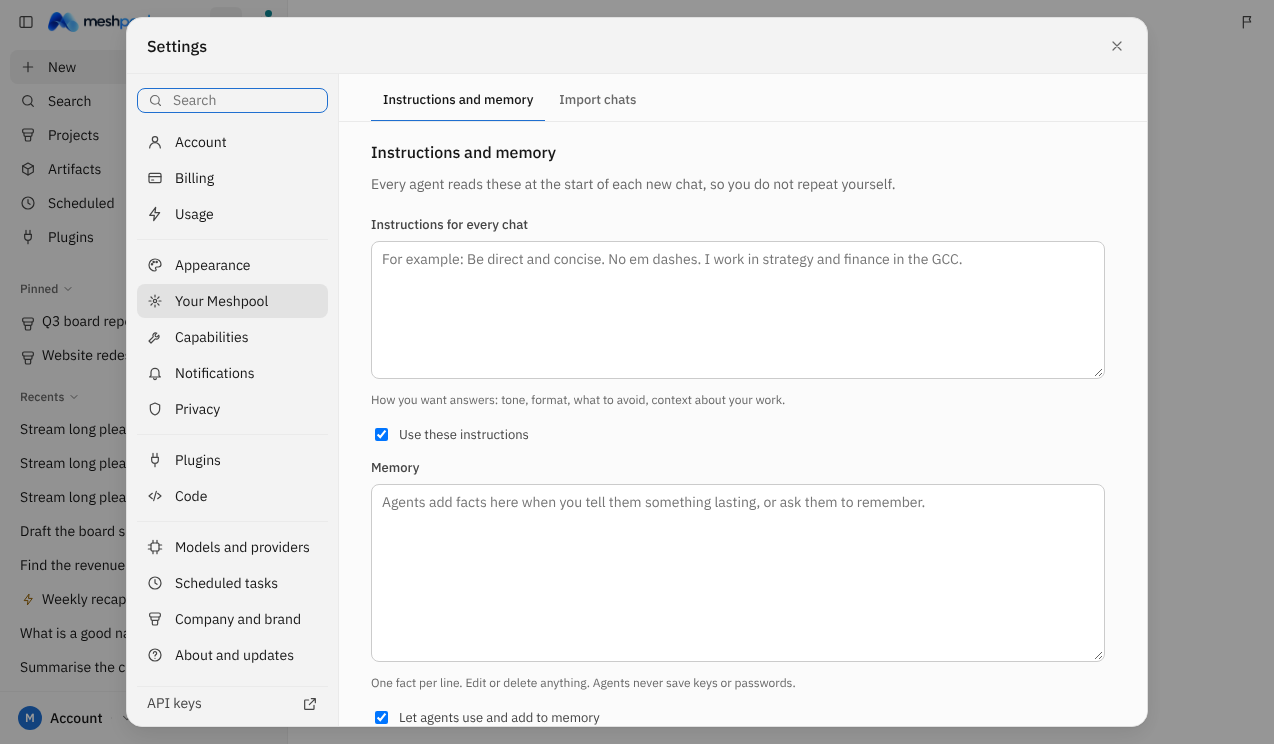 Settings
New
Search
Projects
Artifacts
Scheduled
Plugins
Pinned
Q3 board
Website
Recents
Stream long
Stream long
Stream long
Draft the board
Find the revenue
Weekly recap
What is a good
Summarise the
M Account
Search
Account
Billing
Usage
Appearance
Your Meshpool
Capabilities
Notifications
Privacy
Plugins
Code
Models and providers
Scheduled tasks
Company and brand
About and updates
API keys
Instructions and memory Import chats
Instructions and memory
Every agent reads these at the start of each new chat, so you do not repeat yourself.
Instructions for every chat
For example: Be direct and concise. No em dashes. I work in strategy and finance in the GCC.
How you want answers: tone, format, what to avoid, context about your work.
Use these instructions
Memory
Agents add facts here when you tell them something lasting, or ask them to remember.
One fact per line. Edit or delete anything. Agents never save keys or passwords.
Let agents use and add to memory